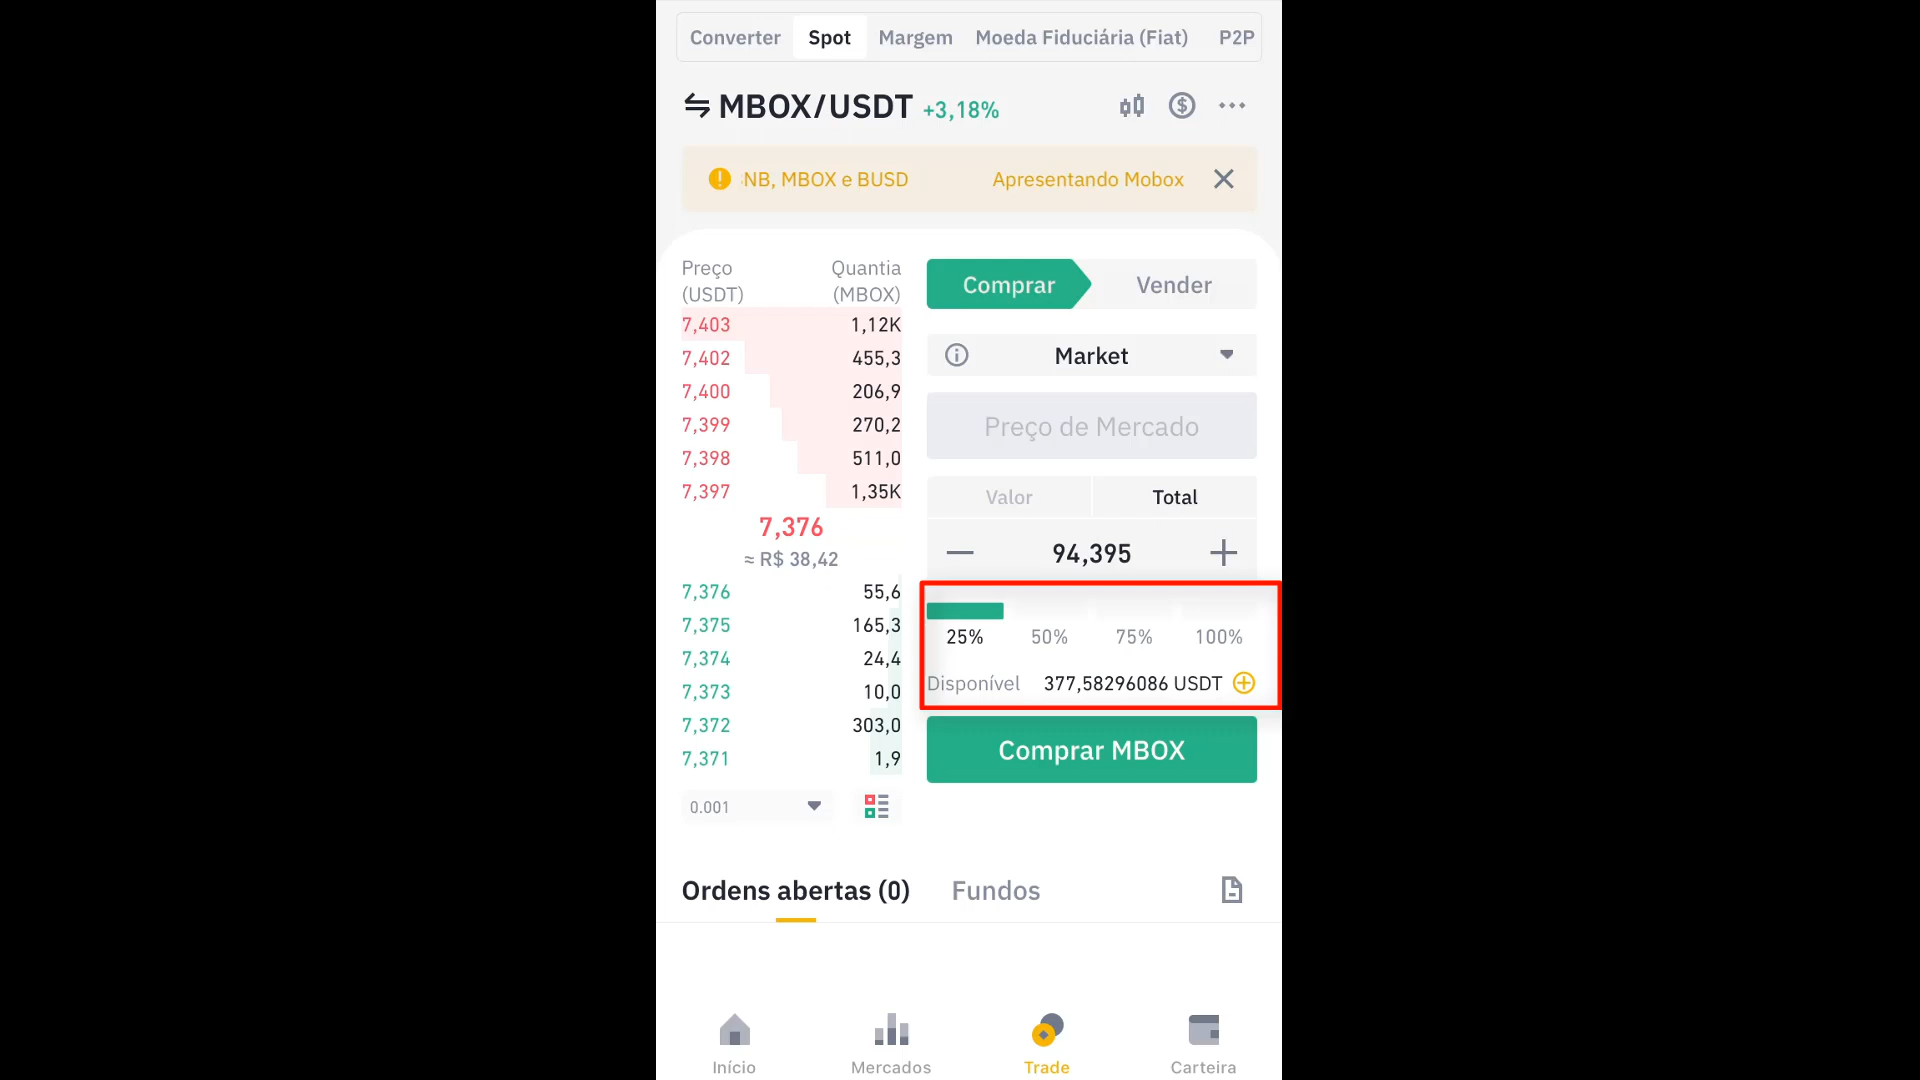 Converter Spot Margem Moeda Fiduciária (Fiat) P2P
MBOX/USDT +3,18%
NB, MBOX e BUSD Apresentando Mobox
Preço (USDT) Quantia (MBOX)
7,403 1,12K
7,402 455,3
7,400 206,9
7,399 270,2
7,398 511,0
7,397 1,35K
7,376
≈ R$ 38,42
7,376 55,6
7,375 165,3
7,374 24,4
7,373 10,0
7,372 303,0
7,371 1,9
0.001
Comprar Vender
Market
Preço de Mercado
Valor Total
94,395
25% 50% 75% 100%
Disponível 377,58296086 USDT
Comprar MBOX
Ordens abertas (0) Fundos
Início Mercados Trade Carteira